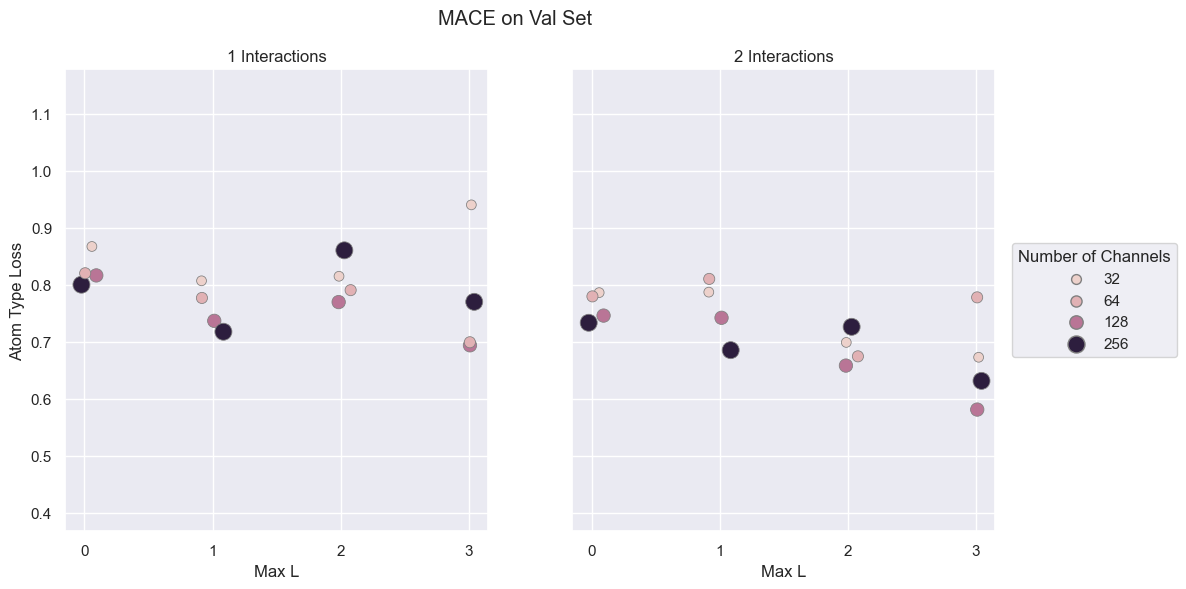 MACE on Val Set
1 Interactions
2 Interactions
Atom Type Loss
1.1
1.0
0.9
0.8
0.7
0.6
0.5
0.4
0 1 2 3
Max L
0 1 2 3
Max L
Number of Channels
32
64
128
256